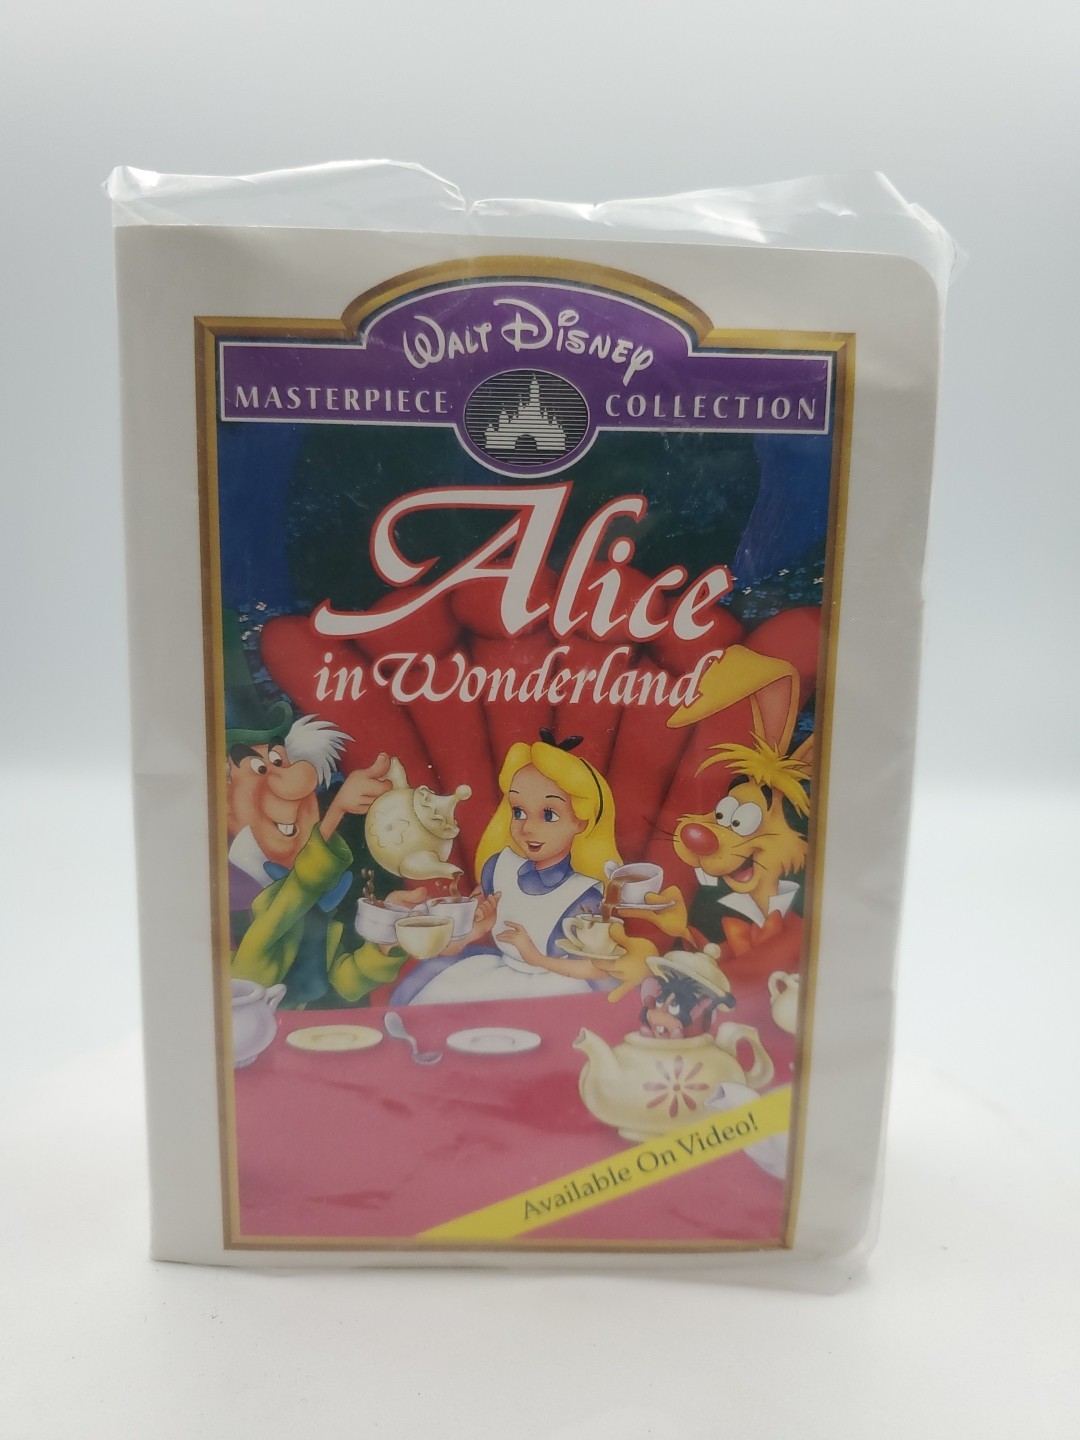 Walt Disney
MASTERPIECE COLLECTION
Alice
in Wonderland
Available On Video!